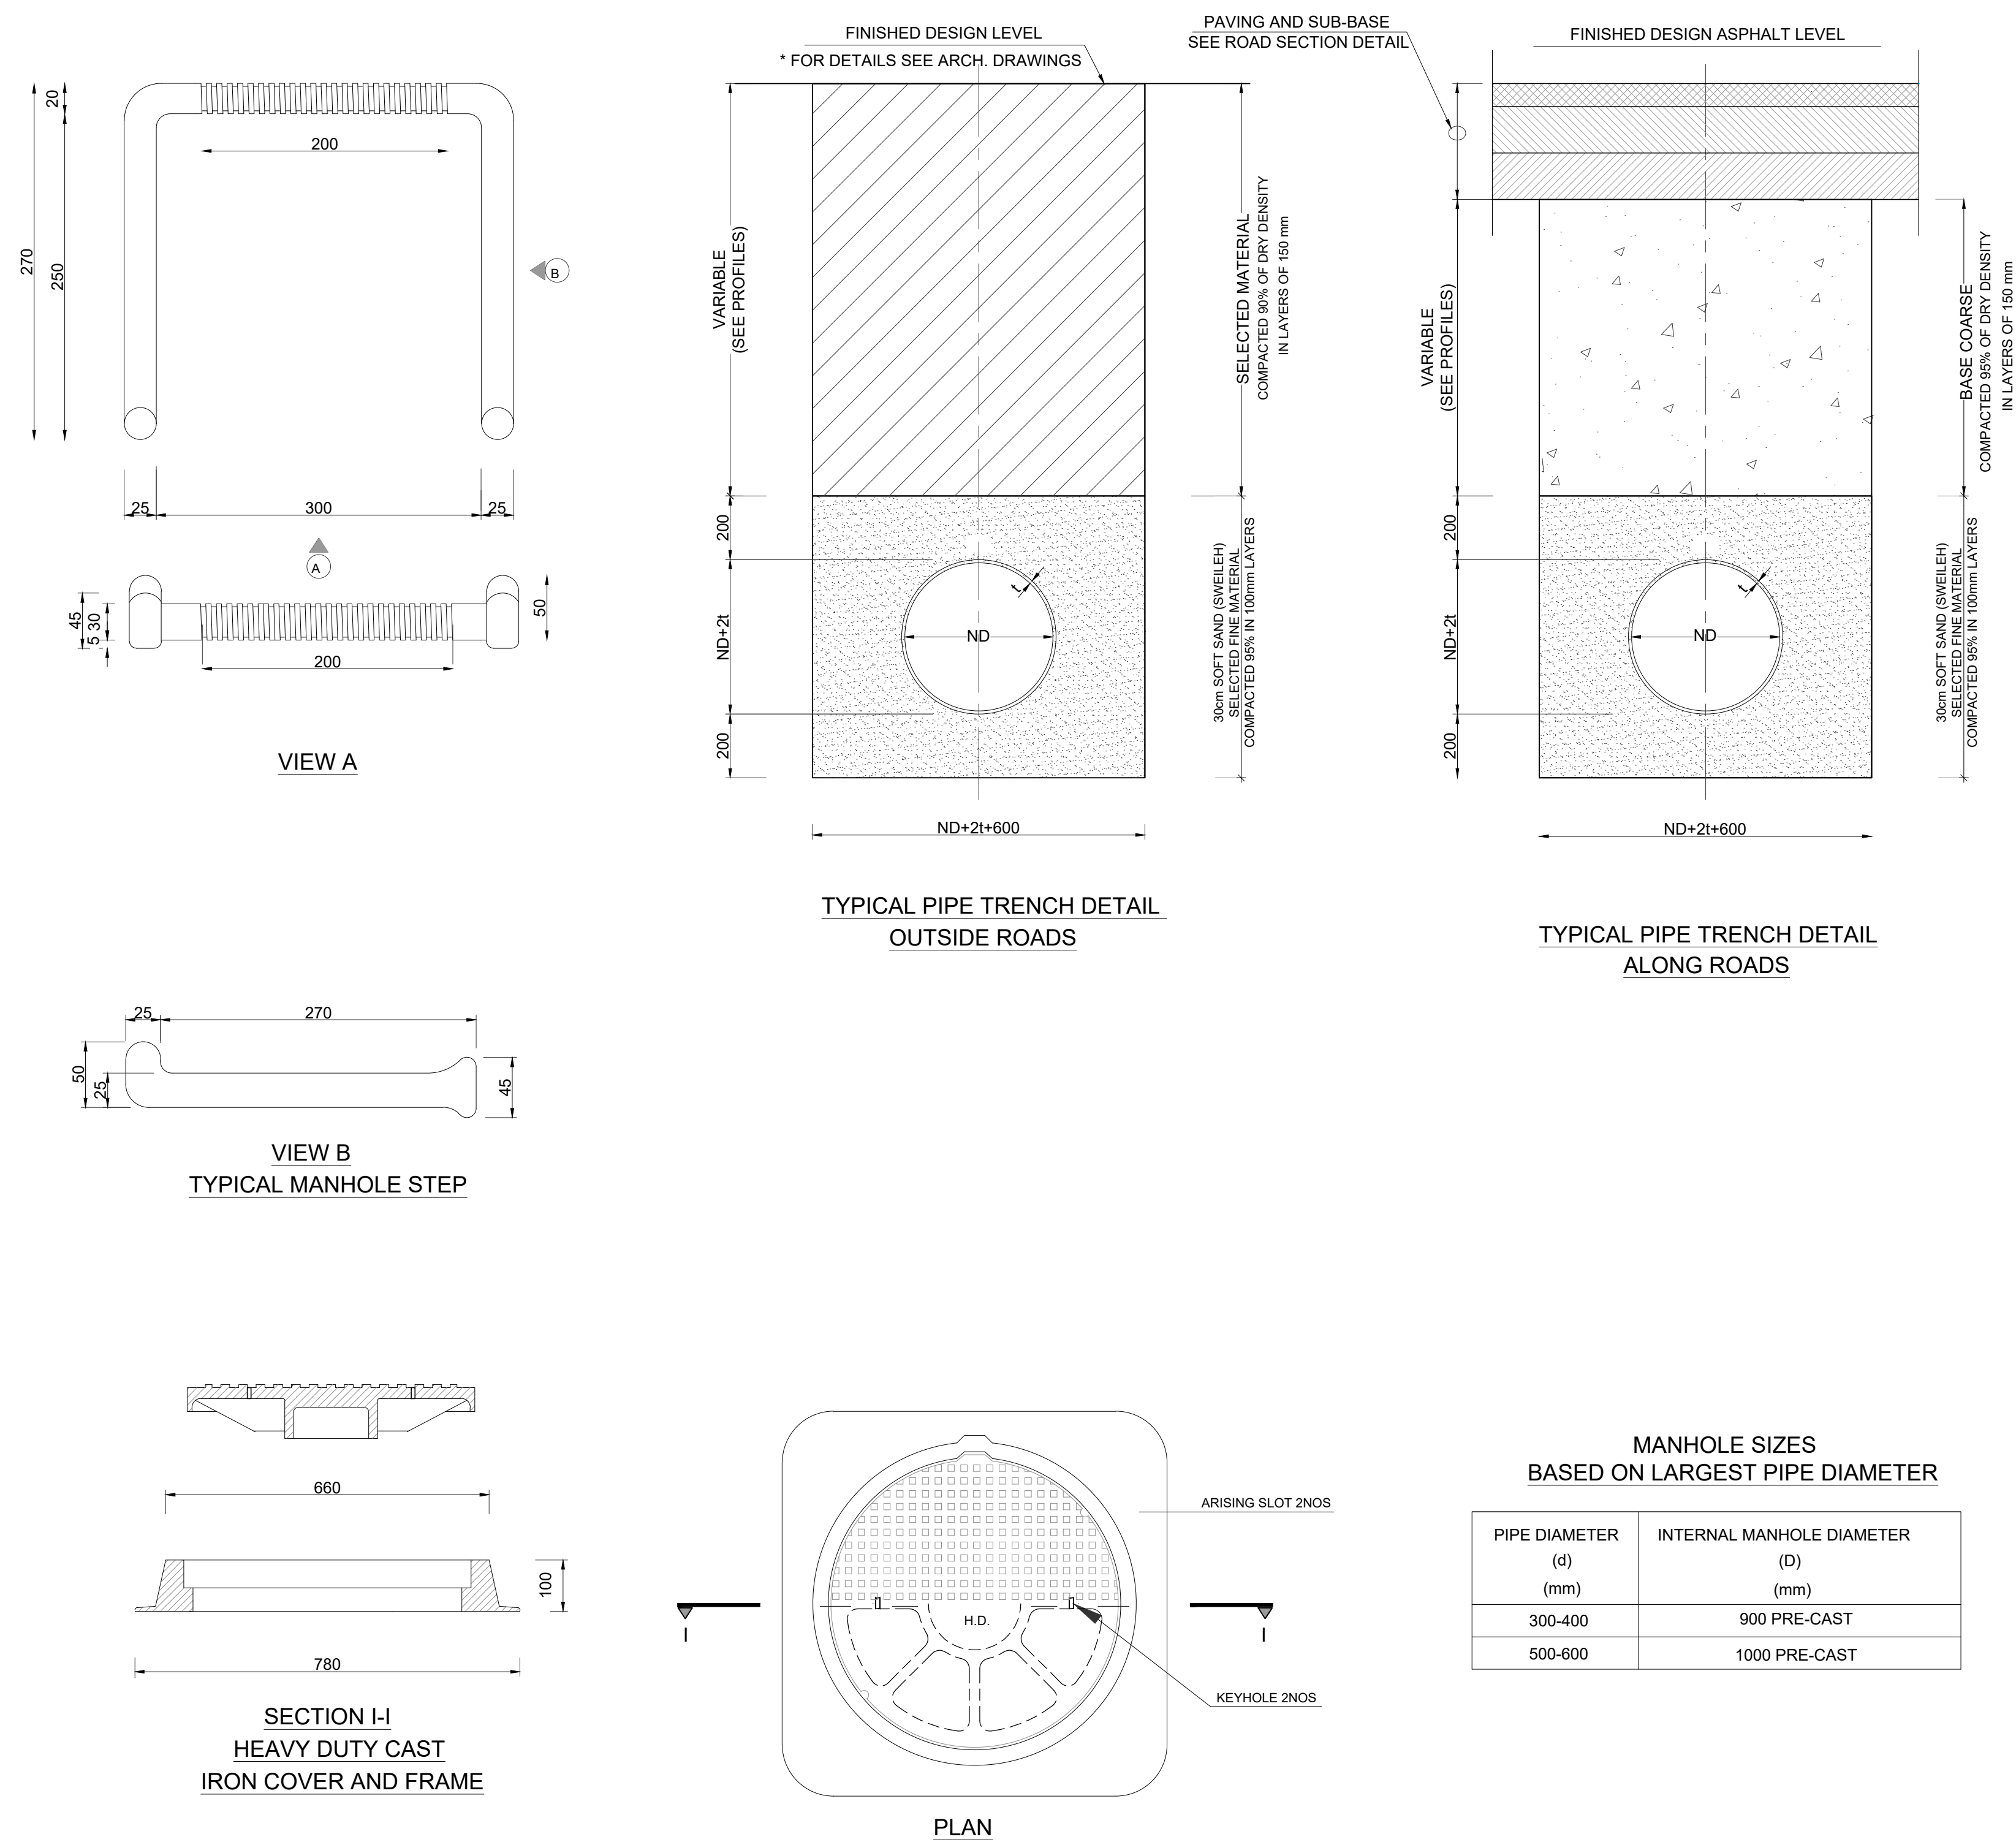 20
270
250
200
B
25
300
25
A
45
30
5
50
200
VIEW A
25
270
50
25
45
VIEW B
TYPICAL MANHOLE STEP
FINISHED DESIGN LEVEL
* FOR DETAILS SEE ARCH. DRAWINGS
VARIABLE
(SEE PROFILES)
SELECTED MATERIAL
COMPACTED 90% OF DRY DENSITY
IN LAYERS OF 150 mm
200
ND+2t
200
t
ND
30cm SOFT SAND (SWEILEH)
SELECTED FINE MATERIAL
COMPACTED 95% IN 100mm LAYERS
ND+2t+600
TYPICAL PIPE TRENCH DETAIL
OUTSIDE ROADS
PAVING AND SUB-BASE
SEE ROAD SECTION DETAIL
FINISHED DESIGN ASPHALT LEVEL
VARIABLE
(SEE PROFILES)
BASE COARSE
COMPACTED 95% OF DRY DENSITY
IN LAYERS OF 150 mm
200
ND+2t
200
t
ND
30cm SOFT SAND (SWEILEH)
SELECTED FINE MATERIAL
COMPACTED 95% IN 100mm LAYERS
ND+2t+600
TYPICAL PIPE TRENCH DETAIL
ALONG ROADS
660
100
780
SECTION I-I
HEAVY DUTY CAST
IRON COVER AND FRAME
ARISING SLOT 2NOS
H.D.
I
I
KEYHOLE 2NOS
PLAN
MANHOLE SIZES
BASED ON LARGEST PIPE DIAMETER
PIPE DIAMETER
(d)
(mm)
INTERNAL MANHOLE DIAMETER
(D)
(mm)
300-400
900 PRE-CAST
500-600
1000 PRE-CAST